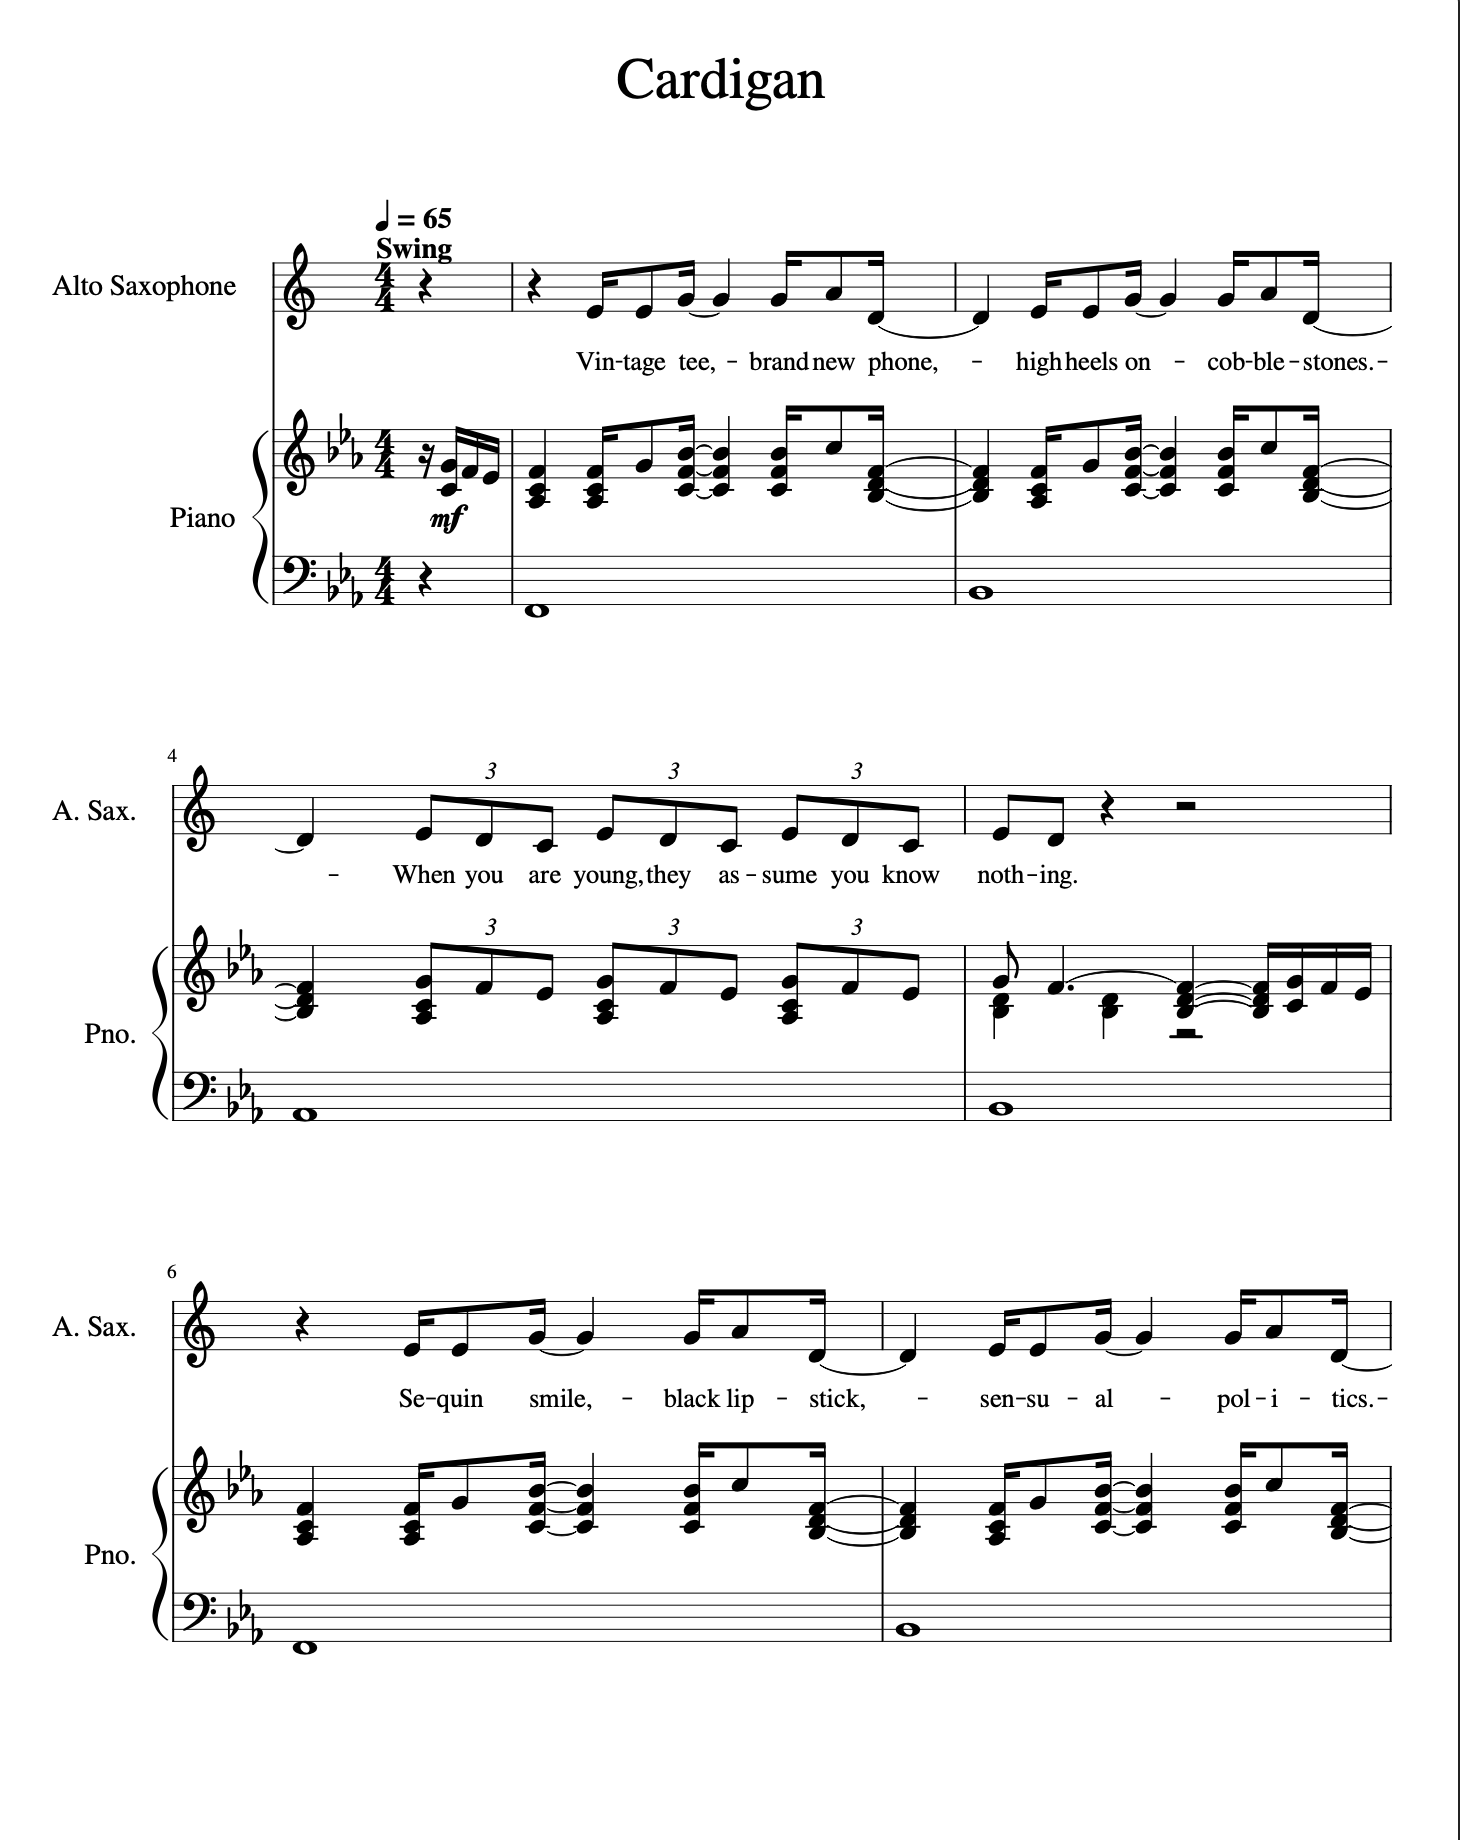 Cardigan
♩ = 65
Swing
Alto Saxophone
Vin-tage tee, - brand new phone, - high heels on - cob-ble-stones.-
Piano
mf
4
3 3 3
A. Sax.
- When you are young, they as-sume you know noth-ing.
3 3 3
Pno.
6
A. Sax.
Se-quin smile, - black lip - stick, - sen-su - al - pol-i - tics.-
Pno.